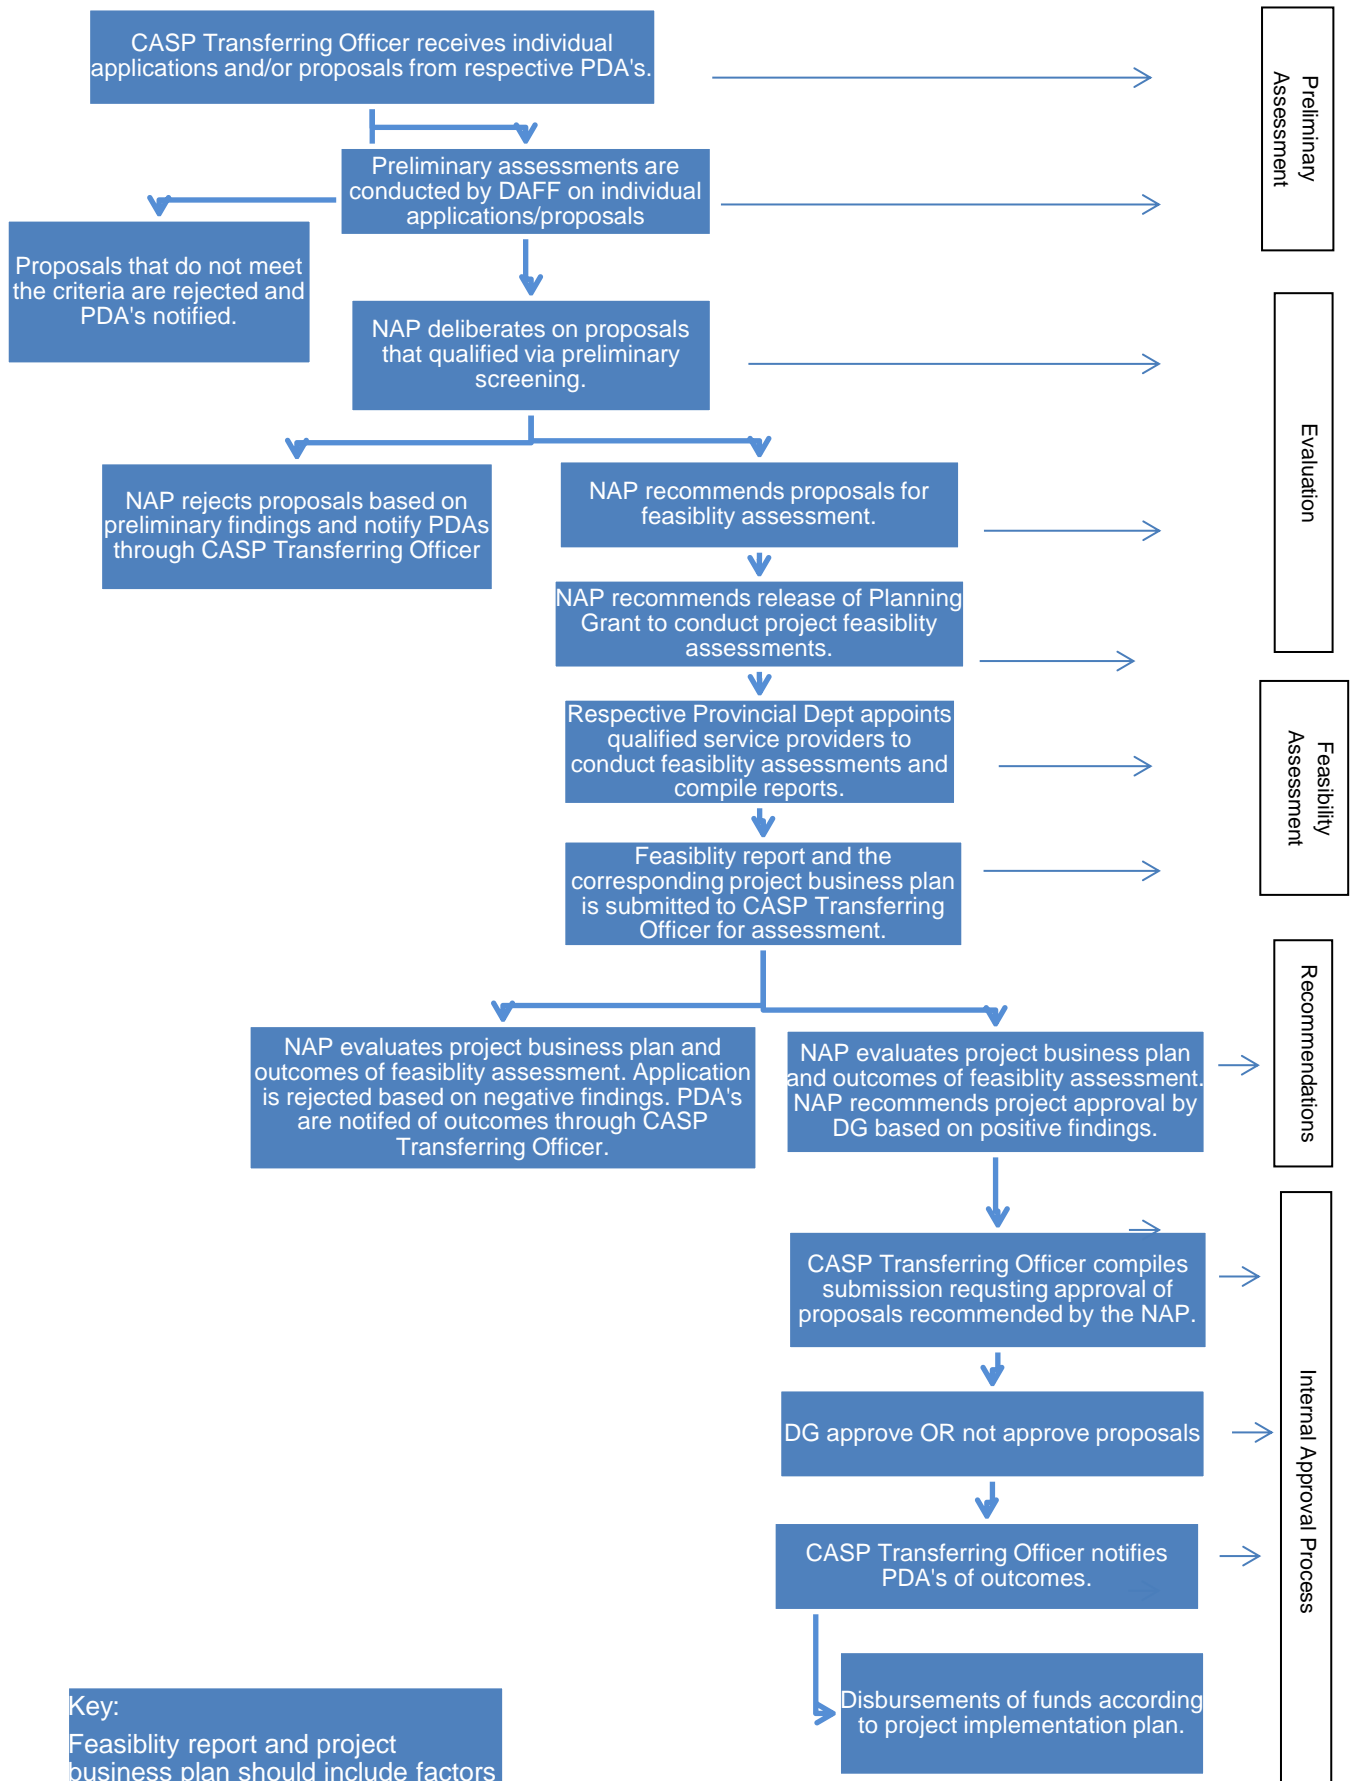 CASP Transferring Officer receives individual
applications and/or proposals from respective PDA's.
Preliminary
Assessment
Preliminary assessments are
conducted by DAFF on individual
applications/proposals
Proposals that do not meet
the criteria are rejected and
PDA's notified.
NAP deliberates on proposals
that qualified via preliminary
screening.
Evaluation
NAP rejects proposals based on
preliminary findings and notify PDAs
through CASP Transferring Officer
NAP recommends proposals for
feasiblity assessment.
NAP recommends release of Planning
Grant to conduct project feasiblity
assessments.
Respective Provincial Dept appoints
qualified service providers to
conduct feasiblity assessments and
compile reports.
Feasibility
Assessment
Feasiblity report and the
corresponding project business plan
is submitted to CASP Transferring
Officer for assessment.
Recommendations
NAP evaluates project business plan and
outcomes of feasiblity assessment. Application
is rejected based on negative findings. PDA's
are notifed of outcomes through CASP
Transferring Officer.
NAP evaluates project business plan
and outcomes of feasiblity assessment.
NAP recommends project approval by
DG based on positive findings.
CASP Transferring Officer compiles
submission requsting approval of
proposals recommended by the NAP.
Internal Approval Process
DG approve OR not approve proposals
CASP Transferring Officer notifies
PDA's of outcomes.
Disbursements of funds according
to project implementation plan.
Key:
Feasiblity report and project
business plan should include factors